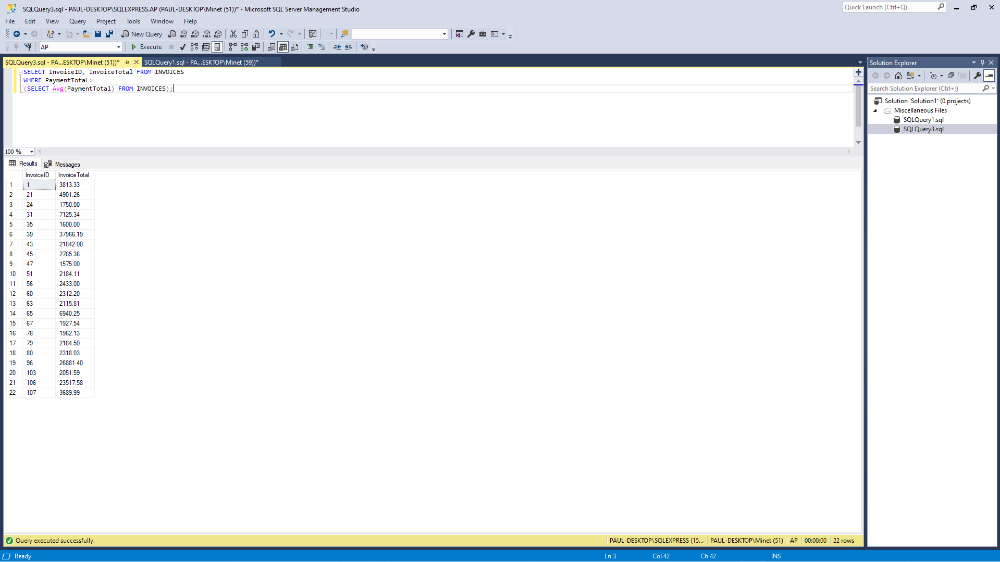 SQLQuery3.sql - PAUL-DESKTOP\SQLEXPRESS.AP (PAUL-DESKTOP\Minet (51))* - Microsoft SQL Server Management Studio
Quick Launch (Ctrl+Q)
File Edit View Query Project Tools Window Help
New Query
MDX DMX XMLA DAX
AP
Execute
SQLQuery3.sql - PA...ESKTOP\Minet (51))*
SQLQuery1.sql - PA...ESKTOP\Minet (59))*
SELECT InvoiceID, InvoiceTotal FROM INVOICES
WHERE PaymentTotaL>
(SELECT Avg(PaymentTotal) FROM INVOICES);
100 %
Results Messages
InvoiceID InvoiceTotal
1 1 3813.33
2 21 4901.26
3 24 1750.00
4 31 7125.34
5 35 1600.00
6 39 37966.19
7 43 21842.00
8 45 2765.36
9 47 1575.00
10 51 2184.11
11 56 2433.00
12 60 2312.20
13 63 2115.81
14 65 6940.25
15 67 1927.54
16 78 1962.13
17 79 2184.50
18 80 2318.03
19 96 26881.40
20 103 2051.59
21 106 23517.58
22 107 3689.99
Query executed successfully.
PAUL-DESKTOP\SQLEXPRESS (15... PAUL-DESKTOP\Minet (51) AP 00:00:00 22 rows
Solution Explorer
Search Solution Explorer (Ctrl+;)
Solution 'Solution1' (0 projects)
Miscellaneous Files
SQLQuery1.sql
SQLQuery3.sql
Ready
Ln 3 Col 42 Ch 42 INS